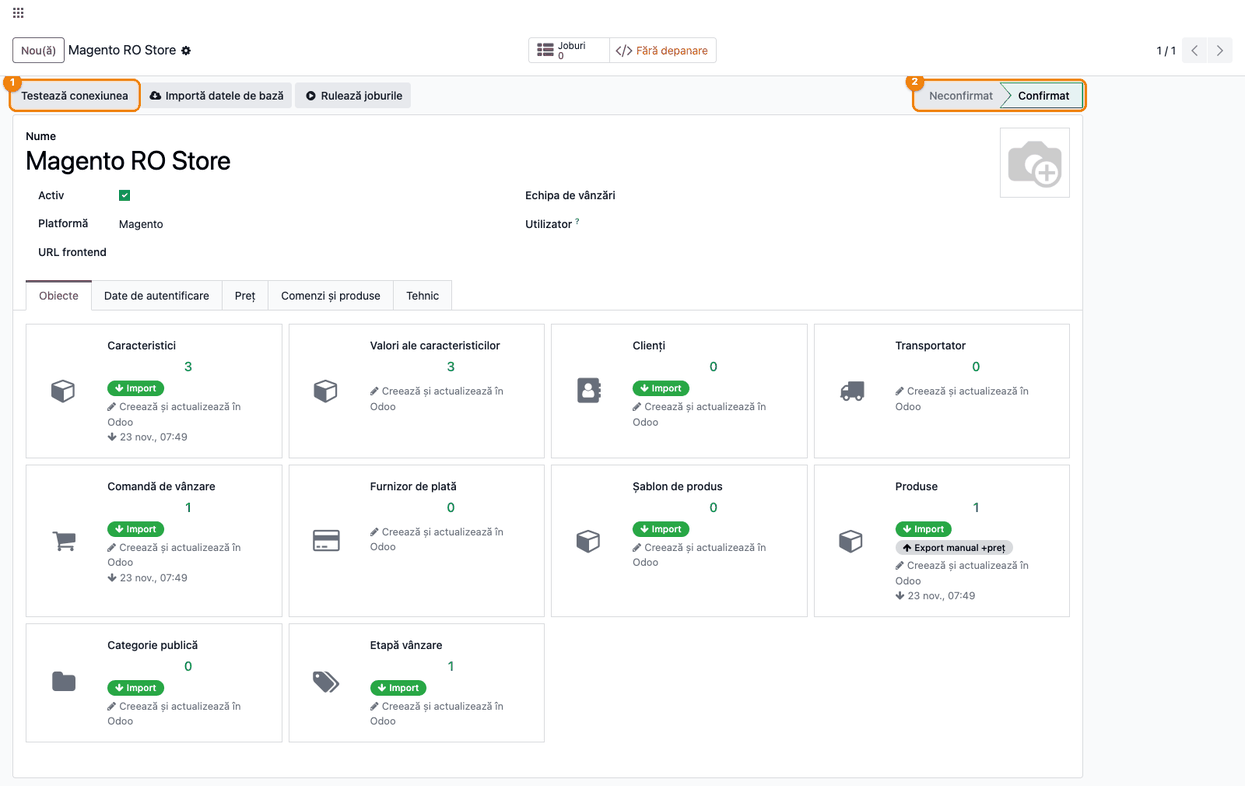 Nou(ă)
Magento RO Store
Joburi
0
Fără depanare
1 / 1
1
Testează conexiunea
Importă datele de bază
Rulează joburile
2
Neconfirmat
Confirmat
Nume
Magento RO Store
Activ
Echipa de vânzări
Platformă
Magento
Utilizator ?
URL frontend
Obiecte
Date de autentificare
Preț
Comenzi și produse
Tehnic
Caracteristici
3
Import
Creează și actualizează în
Odoo
23 nov., 07:49
Valori ale caracteristicilor
3
Creează și actualizează în
Odoo
Clienți
0
Import
Creează și actualizează în
Odoo
Transportator
0
Creează și actualizează în
Odoo
Comandă de vânzare
1
Import
Creează și actualizează în
Odoo
23 nov., 07:49
Furnizor de plată
0
Creează și actualizează în
Odoo
Șablon de produs
0
Import
Creează și actualizează în
Odoo
Produse
1
Import
Export manual +preț
Creează și actualizează în
Odoo
23 nov., 07:49
Categorie publică
0
Import
Creează și actualizează în
Odoo
Etapă vânzare
1
Import
Creează și actualizează în
Odoo